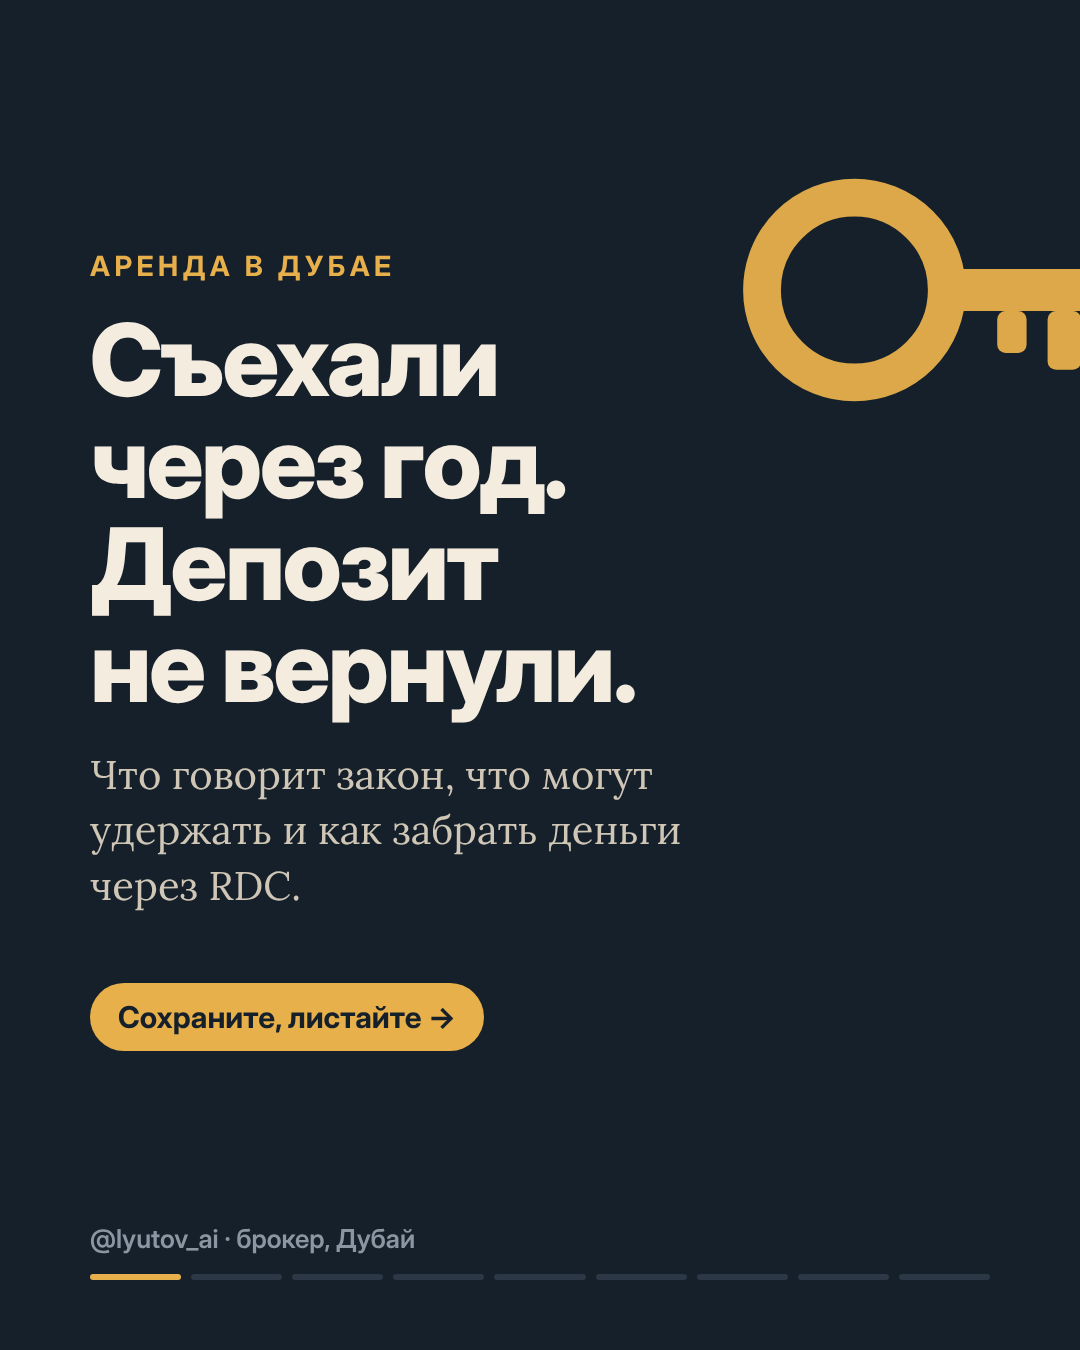 АРЕНДА В ДУБАЕ
Съехали
через год.
Депозит
не вернули.
Что говорит закон, что могут
удержать и как забрать деньги
через RDC.
Сохраните, листайте →
@lyutov_ai · брокер, Дубай